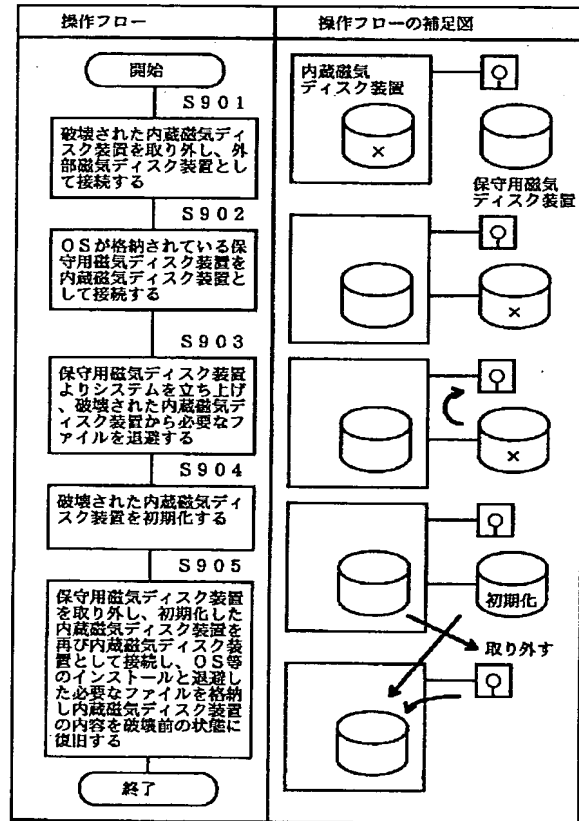 操作フロー
操作フローの補足図
開始
S901
破壊された内蔵磁気ディ
スク装置を取り外し、外
部磁気ディスク装置とし
て接続する
S902
OSが格納されている保
守用磁気ディスク装置を
内蔵磁気ディスク装置と
して接続する
S903
保守用磁気ディスク装置
よりシステムを立ち上げ
、破壊された内蔵磁気デ
ィスク装置から必要なフ
ァイルを退避する
S904
破壊された内蔵磁気ディ
スク装置を初期化する
S905
保守用磁気ディスク装置
を取り外し、初期化した
内蔵磁気ディスク装置を
再び内蔵磁気ディスク装
置として接続し、OS等
のインストールと退避し
た必要なファイルを格納
し内蔵磁気ディスク装置
の内容を破壊前の状態に
復旧する
終了
内蔵磁気
ディスク装置
×
保守用磁気
ディスク装置
×
×
初期化
取り外す